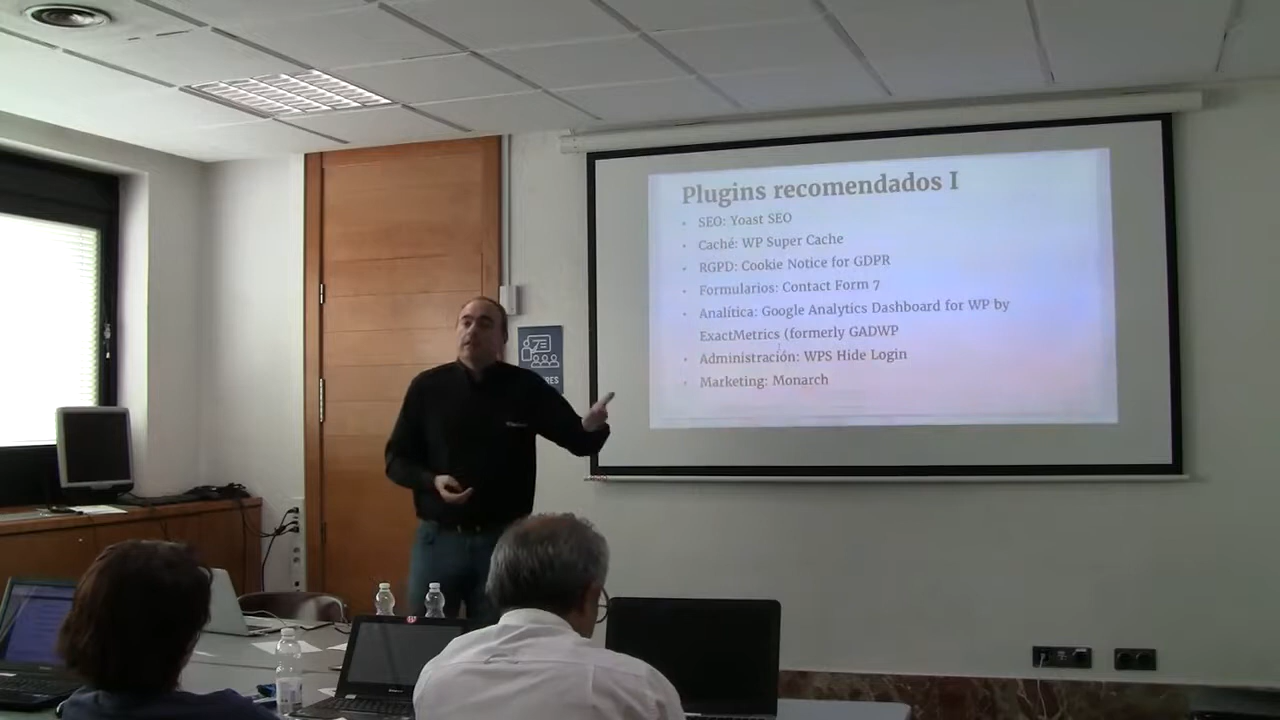 Plugins recomendados I
• SEO: Yoast SEO
• Caché: WP Super Cache
• RGPD: Cookie Notice for GDPR
• Formularios: Contact Form 7
• Analítica: Google Analytics Dashboard for WP by
ExactMetrics (formerly GADWP
• Administración: WPS Hide Login
• Marketing: Monarch